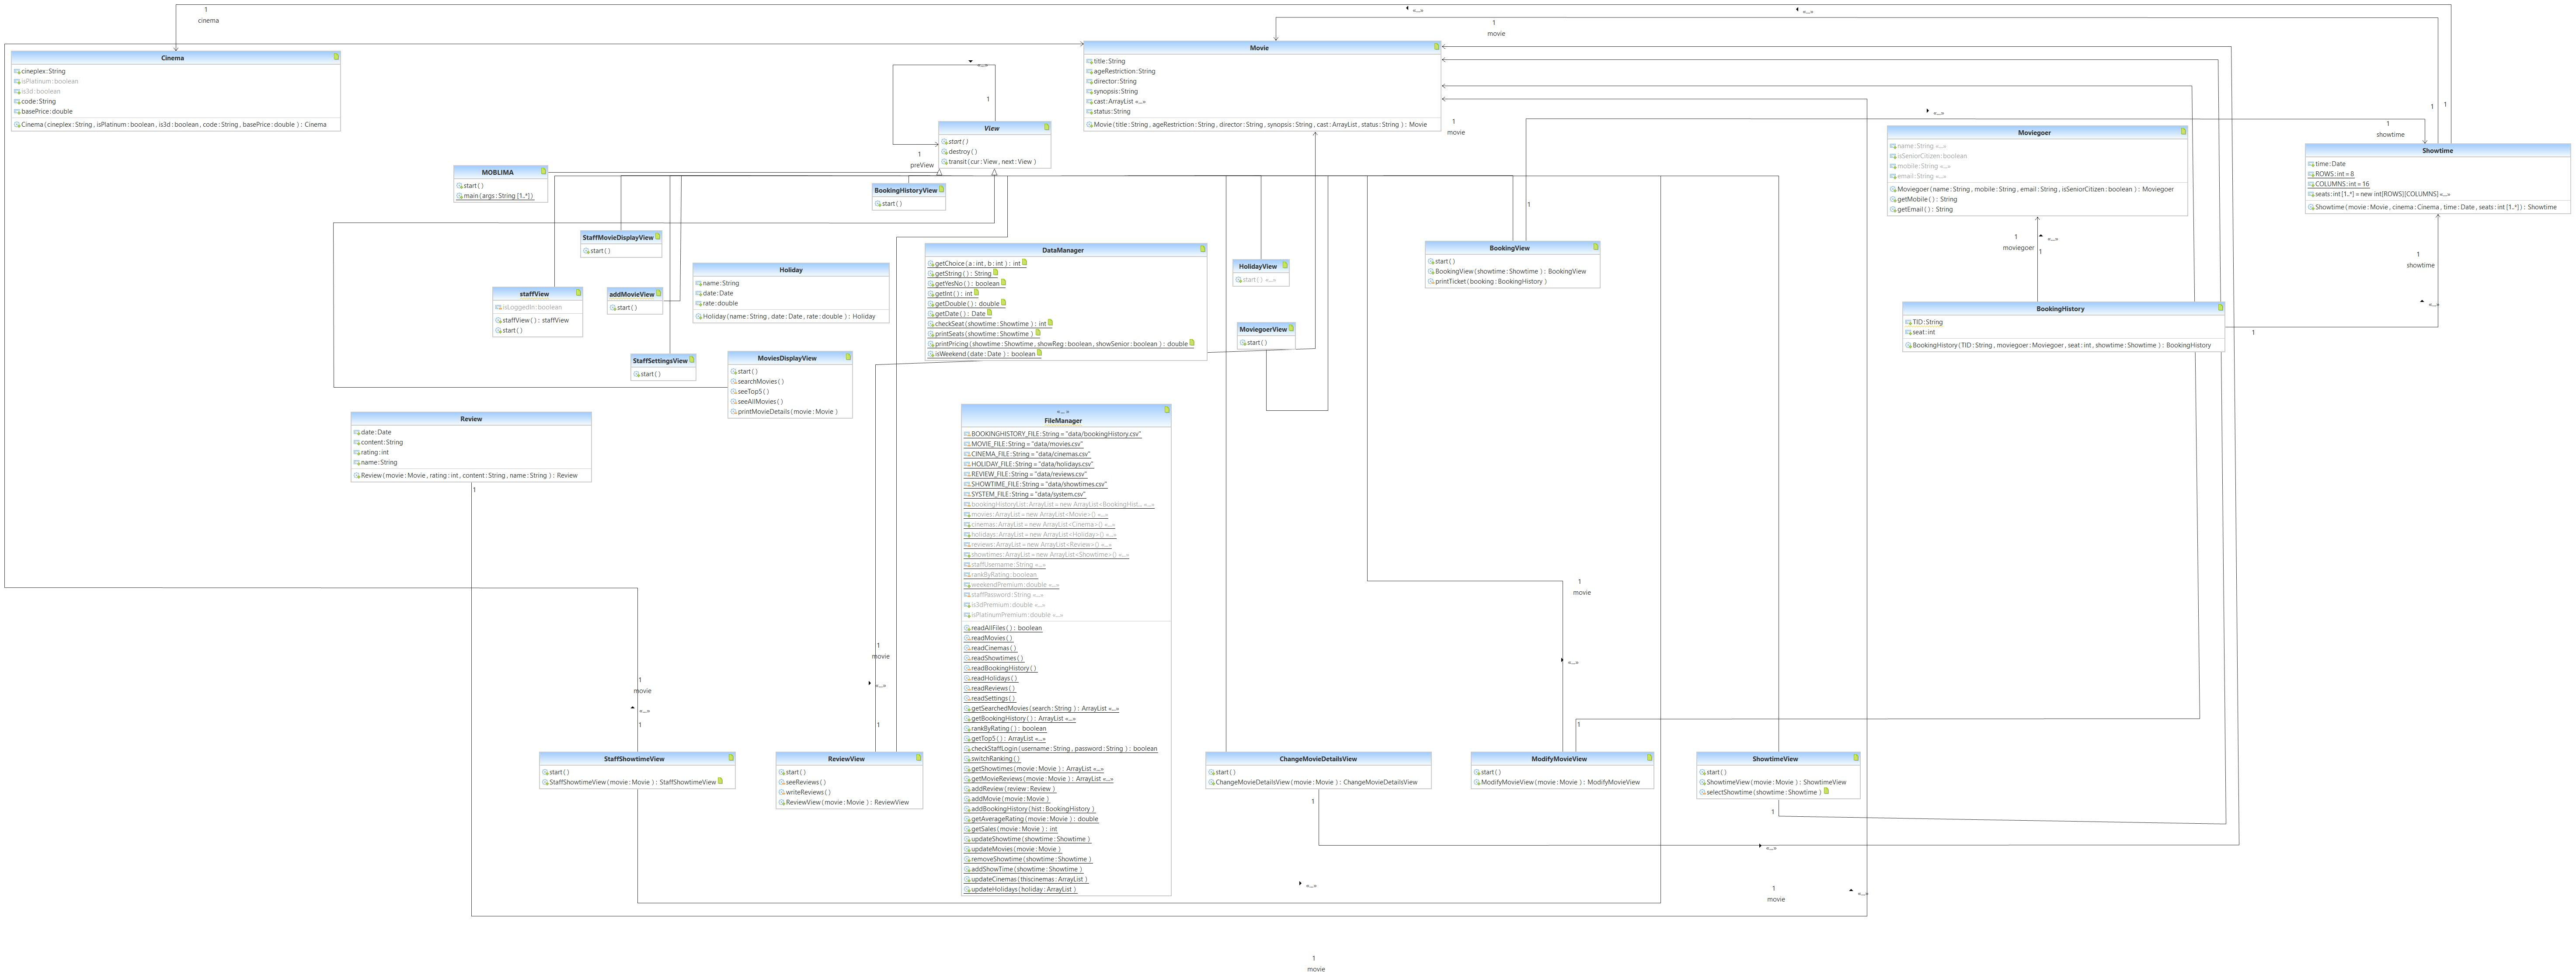 1
cinema
«...»
«...»
1
movie
Cinema
cineplex:String
isPlatinum:boolean
is3d:boolean
code:String
basePrice:double
Cinema(cineplex:String, isPlatinum:boolean, is3d:boolean, code:String, basePrice:double): Cinema
«...»
1
1
preView
View
start()
destroy()
transit(cur:View, next:View)
Movie
title:String
ageRestriction:String
director:String
synopsis:String
cast:ArrayList «...»
status:String
Movie(title:String, ageRestriction:String, director:String, synopsis:String, cast:ArrayList, status:String): Movie
1
movie
«...»
1
showtime
1
1
Moviegoer
name:String «...»
isSeniorCitizen:boolean
mobile:String «...»
email:String «...»
Moviegoer(name:String, mobile:String, email:String, isSeniorCitizen:boolean): Moviegoer
getMobile(): String
getEmail(): String
Showtime
time:Date
ROWS:int = 8
COLUMNS:int = 16
seats:int[1..*] = new int[ROWS][COLUMNS] «...»
Showtime(movie:Movie, cinema:Cinema, time:Date, seats:int[1..*]): Showtime
MOBLIMA
start()
main(args:String[1..*])
BookingHistoryView
start()
StaffMovieDisplayView
start()
1
1
moviegoer
«...»
1
1
showtime
«...»
1
staffView
isLoggedIn:boolean
staffView(): staffView
start()
addMovieView
start()
Holiday
name:String
date:Date
rate:double
Holiday(name:String, date:Date, rate:double): Holiday
DataManager
getChoice(a:int, b:int): int
getString(): String
getYesNo(): boolean
getInt(): int
getDouble(): double
getDate(): Date
checkSeat(showtime:Showtime): int
printSeats(showtime:Showtime)
printPricing(showtime:Showtime, showReg:boolean, showSenior:boolean): double
isWeekend(date:Date): boolean
HolidayView
start() «...»
BookingView
start()
BookingView(showtime:Showtime): BookingView
printTicket(booking:BookingHistory)
MoviegoerView
start()
BookingHistory
TID:String
seat:int
BookingHistory(TID:String, moviegoer:Moviegoer, seat:int, showtime:Showtime): BookingHistory
StaffSettingsView
start()
MoviesDisplayView
start()
searchMovies()
seeTop5()
seeAllMovies()
printMovieDetails(movie:Movie)
Review
date:Date
content:String
rating:int
name:String
Review(movie:Movie, rating:int, content:String, name:String): Review
1
«...»
FileManager
BOOKINGHISTORY_FILE:String = "data/bookingHistory.csv"
MOVIE_FILE:String = "data/movies.csv"
CINEMA_FILE:String = "data/cinemas.csv"
HOLIDAY_FILE:String = "data/holidays.csv"
REVIEW_FILE:String = "data/reviews.csv"
SHOWTIME_FILE:String = "data/showtimes.csv"
SYSTEM_FILE:String = "data/system.csv"
bookingHistoryList:ArrayList = new ArrayList<BookingHist... «...»
movies:ArrayList = new ArrayList<Movie>() «...»
cinemas:ArrayList = new ArrayList<Cinema>() «...»
holidays:ArrayList = new ArrayList<Holiday>() «...»
reviews:ArrayList = new ArrayList<Review>() «...»
showtimes:ArrayList = new ArrayList<Showtime>() «...»
staffUsername:String «...»
rankByRating:boolean
weekendPremium:double «...»
staffPassword:String «...»
is3dPremium:double «...»
isPlatinumPremium:double «...»
readAllFiles(): boolean
readMovies()
readCinemas()
readShowtimes()
readBookingHistory()
readHolidays()
readReviews()
readSettings()
getSearchedMovies(search:String): ArrayList «...»
getBookingHistory(): ArrayList «...»
rankByRating(): boolean
getTop5(): ArrayList «...»
checkStaffLogin(username:String, password:String): boolean
switchRanking()
getShowtimes(movie:Movie): ArrayList «...»
getMovieReviews(movie:Movie): ArrayList «...»
addReview(review:Review)
addMovie(movie:Movie)
addBookingHistory(hist:BookingHistory)
getAverageRating(movie:Movie): double
getSales(movie:Movie): int
updateShowtime(showtime:Showtime)
updateMovies(movie:Movie)
removeShowtime(showtime:Showtime)
addShowTime(showtime:Showtime)
updateCinemas(thiscinemas:ArrayList)
updateHolidays(holiday:ArrayList)
1
movie
1
movie
«...»
1
1
movie
«...»
1
«...»
1
StaffShowtimeView
start()
StaffShowtimeView(movie:Movie): StaffShowtimeView
ReviewView
start()
seeReviews()
writeReviews()
ReviewView(movie:Movie): ReviewView
ChangeMovieDetailsView
start()
ChangeMovieDetailsView(movie:Movie): ChangeMovieDetailsView
ModifyMovieView
start()
ModifyMovieView(movie:Movie): ModifyMovieView
ShowtimeView
start()
ShowtimeView(movie:Movie): ShowtimeView
selectShowtime(showtime:Showtime)
1
1
«...»
«...»
1
movie
«...»
1
movie